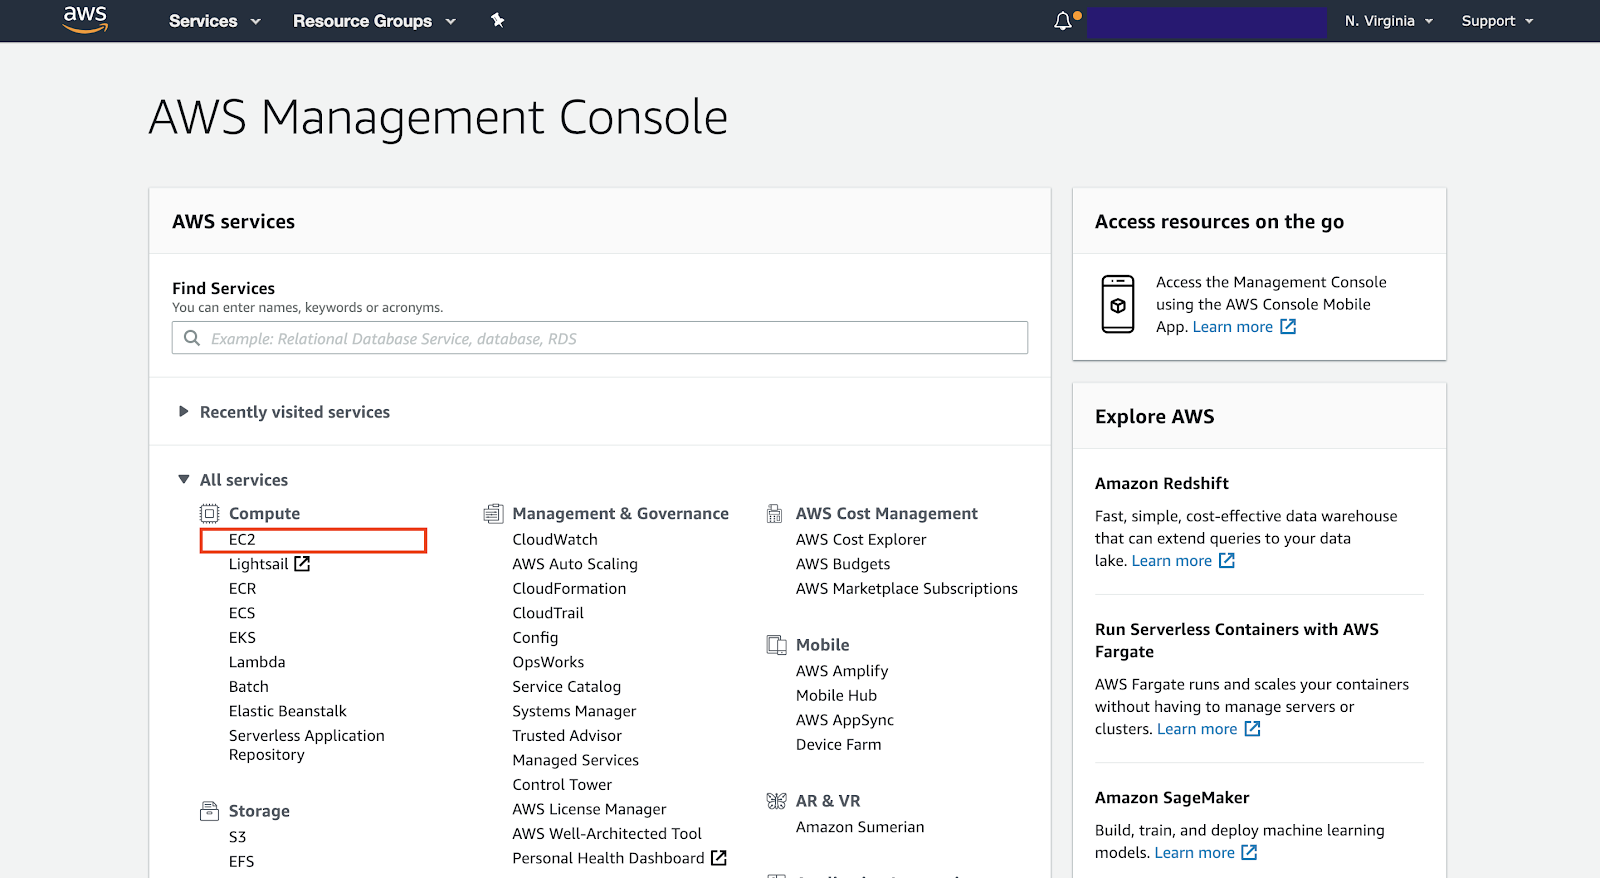 aws
Services
Resource Groups
N. Virginia
Support
AWS Management Console
AWS services
Find Services
You can enter names, keywords or acronyms.
Example: Relational Database Service, database, RDS
Recently visited services
All services
Compute
EC2
Lightsail
ECR
ECS
EKS
Lambda
Batch
Elastic Beanstalk
Serverless Application
Repository
Storage
S3
EFS
Management & Governance
CloudWatch
AWS Auto Scaling
CloudFormation
CloudTrail
Config
OpsWorks
Service Catalog
Systems Manager
Trusted Advisor
Managed Services
Control Tower
AWS License Manager
AWS Well-Architected Tool
Personal Health Dashboard
AWS Cost Management
AWS Cost Explorer
AWS Budgets
AWS Marketplace Subscriptions
Mobile
AWS Amplify
Mobile Hub
AWS AppSync
Device Farm
AR & VR
Amazon Sumerian
Access resources on the go
Access the Management Console
using the AWS Console Mobile
App. Learn more
Explore AWS
Amazon Redshift
Fast, simple, cost-effective data warehouse
that can extend queries to your data
lake. Learn more
Run Serverless Containers with AWS
Fargate
AWS Fargate runs and scales your containers
without having to manage servers or
clusters. Learn more
Amazon SageMaker
Build, train, and deploy machine learning
models. Learn more